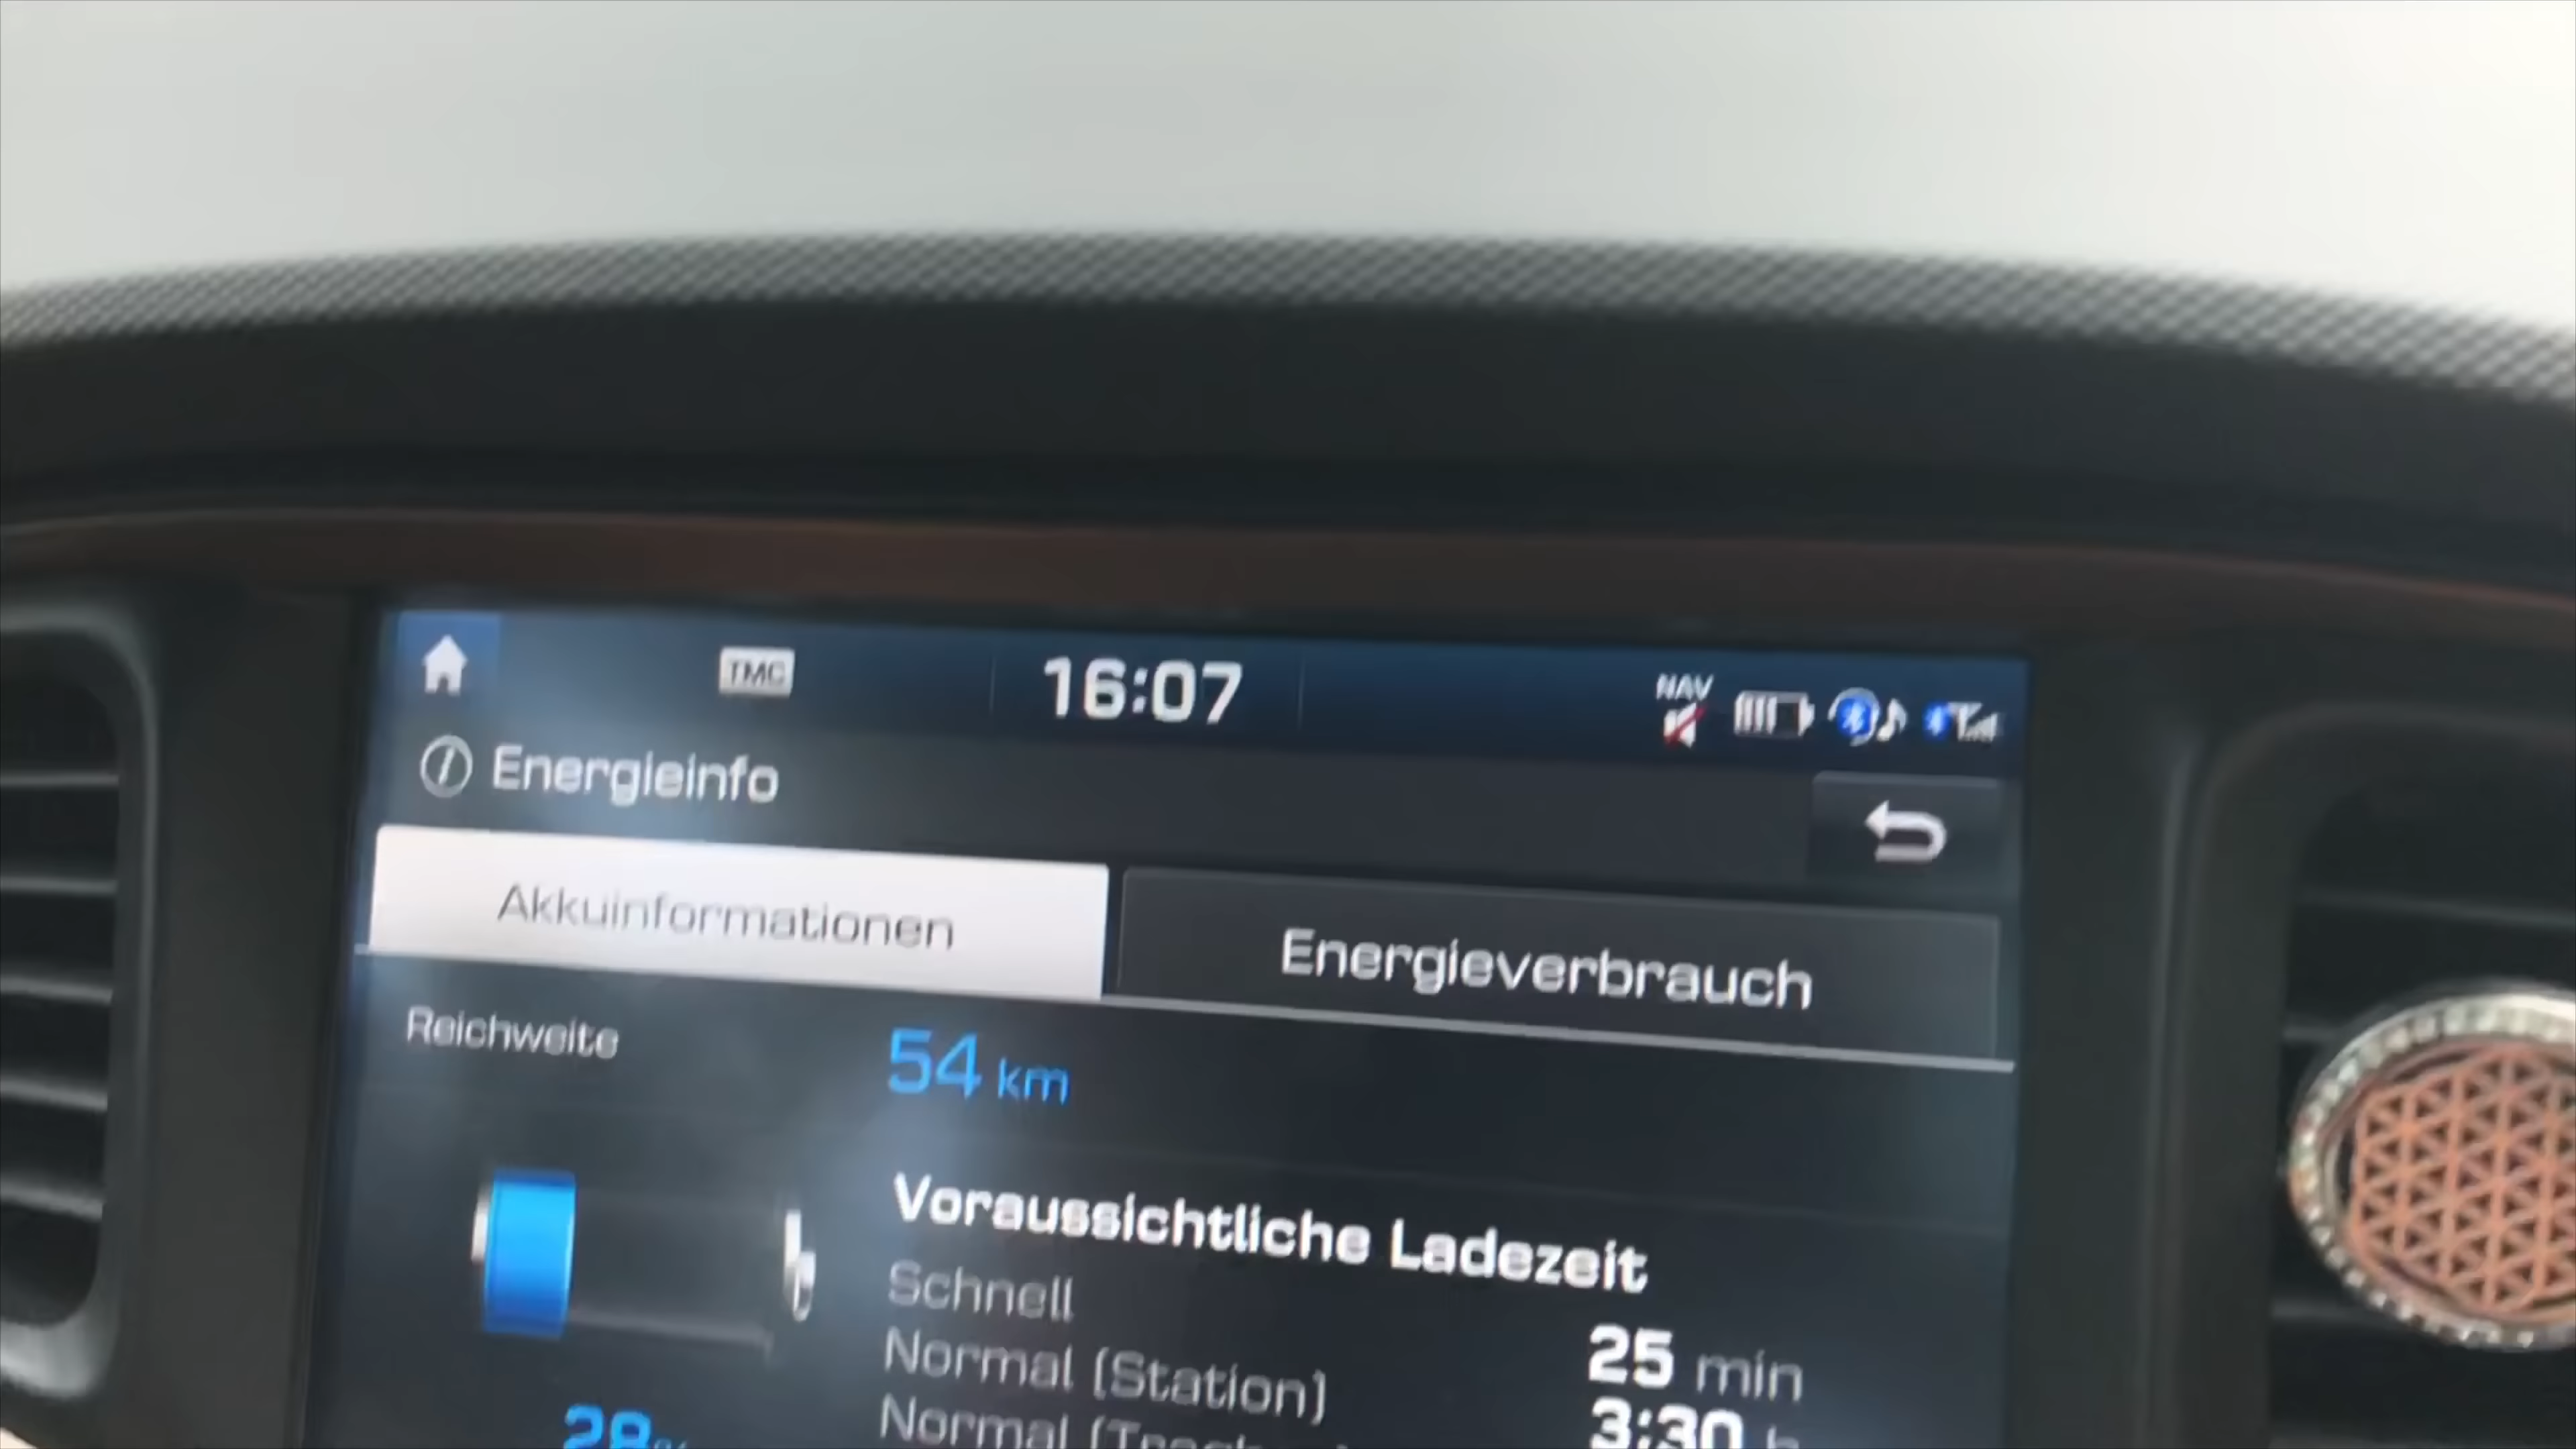 TMC
16:07
NAV
Energieinfo
Akkuinformationen
Energieverbrauch
Reichweite
54 km
Voraussichtliche Ladezeit
Schnell
25 min
Normal (Station)
3:30 h
Normal
28%